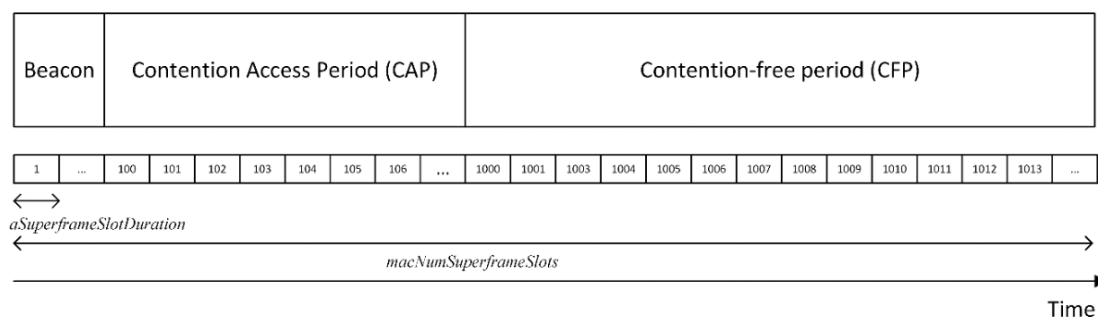 Beacon Contention Access Period (CAP) Contention-free period (CFP)
1 ... 100 101 102 103 104 105 106 ... 1000 1001 1003 1004 1005 1006 1007 1008 1009 1010 1011 1012 1013 ...
aSuperframeSlotDuration
macNumSuperframeSlots
Time